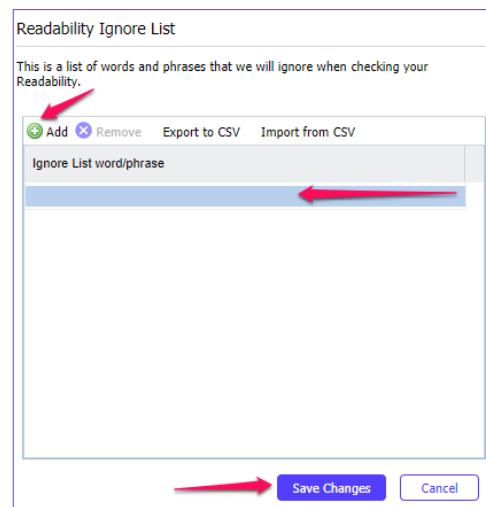 Readability Ignore List
This is a list of words and phrases that we will ignore when checking your
Readability.
Add Remove Export to CSV Import from CSV
Ignore List word/phrase
Save Changes Cancel